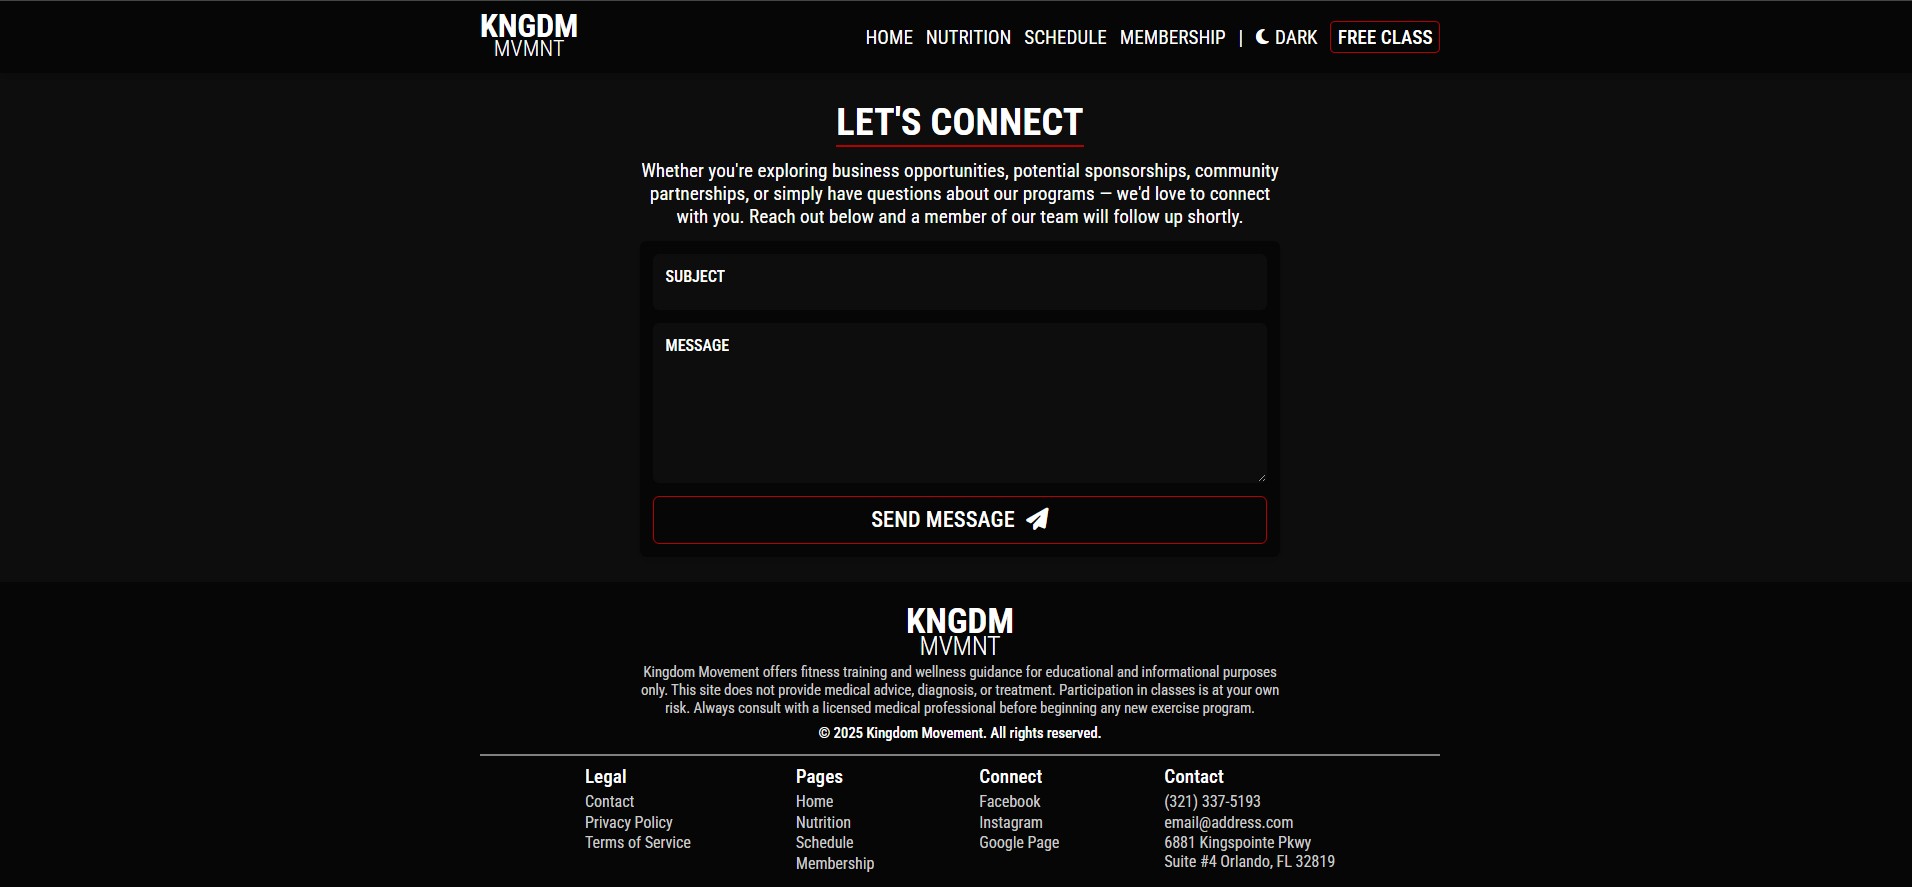 KNGDM
MVMNT
HOME NUTRITION SCHEDULE MEMBERSHIP | DARK FREE CLASS
LET'S CONNECT
Whether you're exploring business opportunities, potential sponsorships, community
partnerships, or simply have questions about our programs — we'd love to connect
with you. Reach out below and a member of our team will follow up shortly.
SUBJECT
MESSAGE
SEND MESSAGE
KNGDM
MVMNT
Kingdom Movement offers fitness training and wellness guidance for educational and informational purposes
only. This site does not provide medical advice, diagnosis, or treatment. Participation in classes is at your own
risk. Always consult with a licensed medical professional before beginning any new exercise program.
© 2025 Kingdom Movement. All rights reserved.
Legal
Contact
Privacy Policy
Terms of Service
Pages
Home
Nutrition
Schedule
Membership
Connect
Facebook
Instagram
Google Page
Contact
(321) 337-5193
email@address.com
6881 Kingspointe Pkwy
Suite #4 Orlando, FL 32819